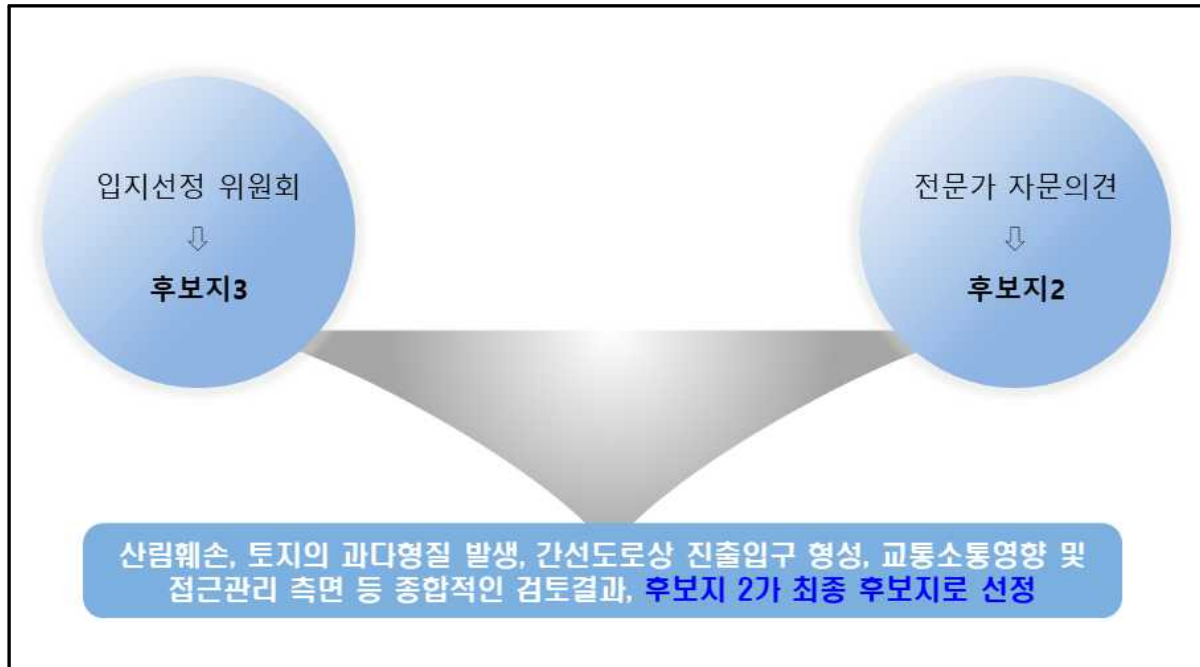 입지선정 위원회
⇩
후보지3
전문가 자문의견
⇩
후보지2
산림훼손, 토지의 과다형질 발생, 간선도로상 진출입구 형성, 교통소통영향 및
접근관리 측면 등 종합적인 검토결과, 후보지 2가 최종 후보지로 선정